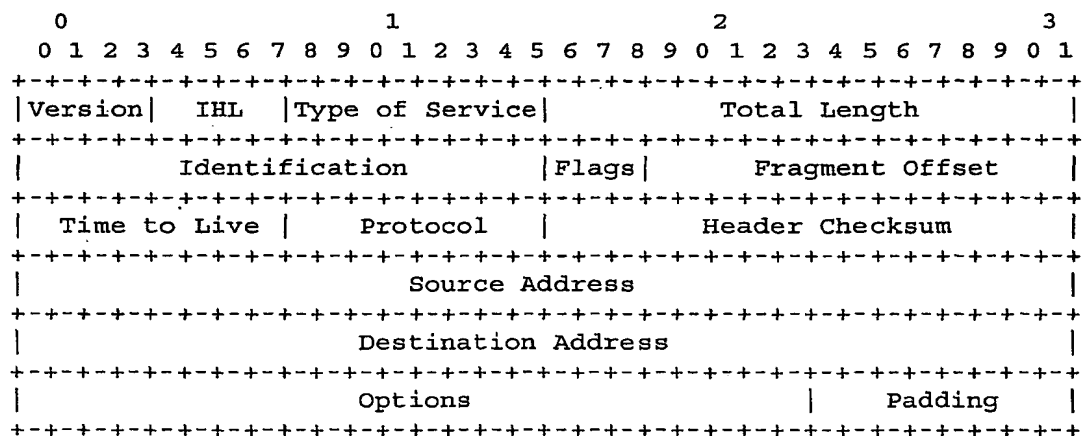 0                   1                   2                   3
0 1 2 3 4 5 6 7 8 9 0 1 2 3 4 5 6 7 8 9 0 1 2 3 4 5 6 7 8 9 0 1
+-+-+-+-+-+-+-+-+-+-+-+-+-+-+-+-+-+-+-+-+-+-+-+-+-+-+-+-+-+-+-+-+
|Version|  IHL  |Type of Service|          Total Length         |
+-+-+-+-+-+-+-+-+-+-+-+-+-+-+-+-+-+-+-+-+-+-+-+-+-+-+-+-+-+-+-+-+
|         Identification        |Flags|      Fragment Offset    |
+-+-+-+-+-+-+-+-+-+-+-+-+-+-+-+-+-+-+-+-+-+-+-+-+-+-+-+-+-+-+-+-+
|  Time to Live |    Protocol   |         Header Checksum       |
+-+-+-+-+-+-+-+-+-+-+-+-+-+-+-+-+-+-+-+-+-+-+-+-+-+-+-+-+-+-+-+-+
|                       Source Address                          |
+-+-+-+-+-+-+-+-+-+-+-+-+-+-+-+-+-+-+-+-+-+-+-+-+-+-+-+-+-+-+-+-+
|                    Destination Address                        |
+-+-+-+-+-+-+-+-+-+-+-+-+-+-+-+-+-+-+-+-+-+-+-+-+-+-+-+-+-+-+-+-+
|                    Options                    |    Padding    |
+-+-+-+-+-+-+-+-+-+-+-+-+-+-+-+-+-+-+-+-+-+-+-+-+-+-+-+-+-+-+-+-+